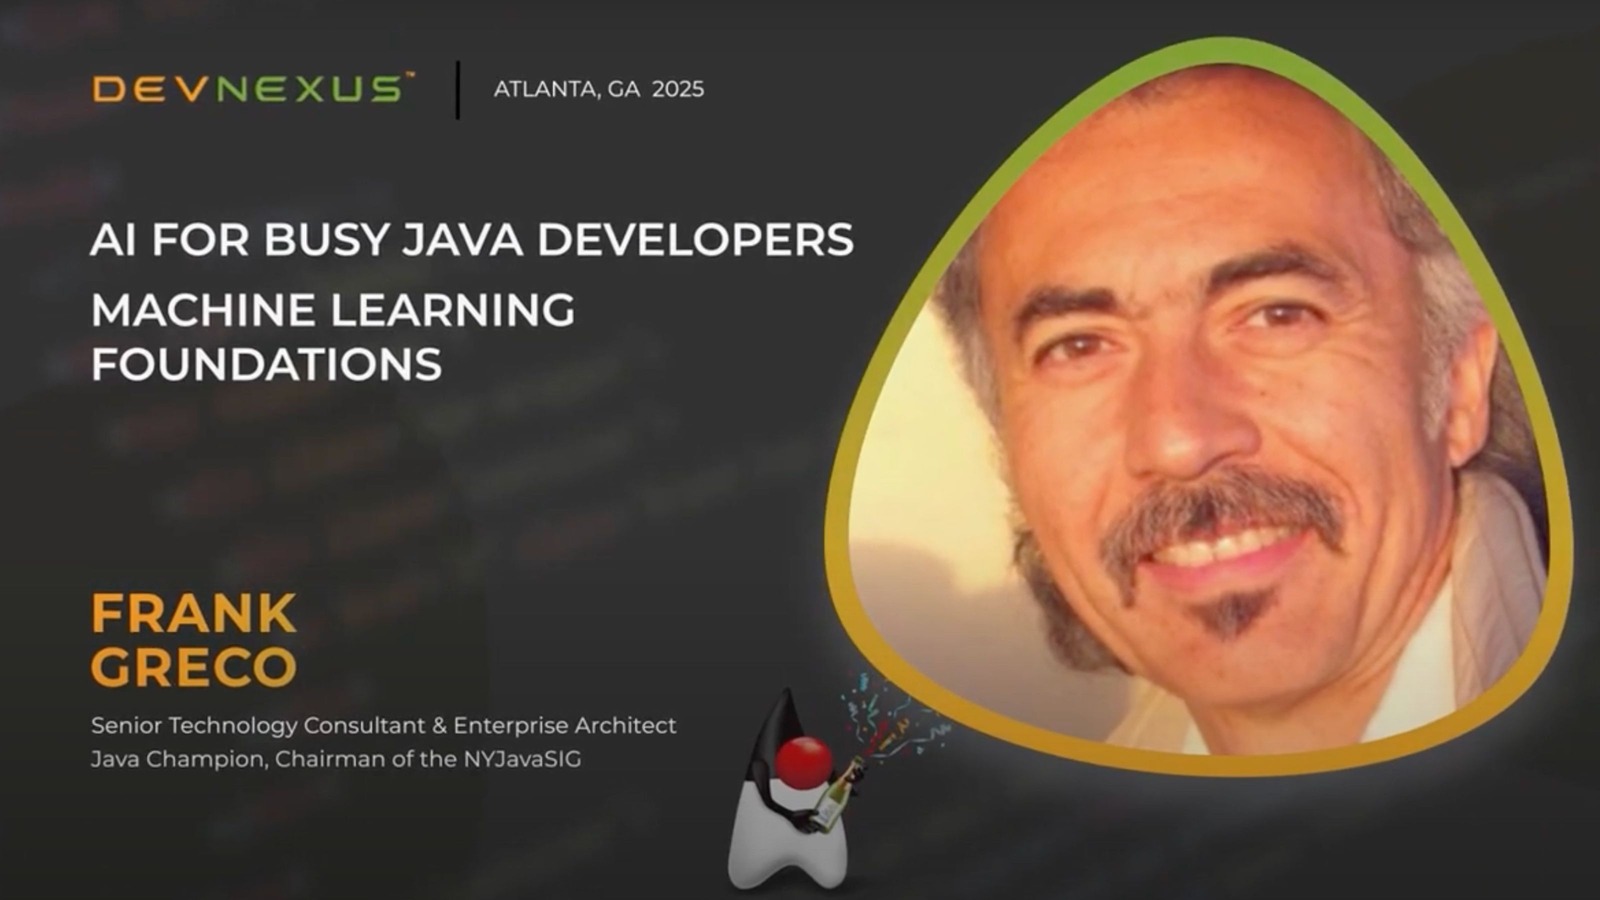 DEVNEXUS™
ATLANTA, GA 2025
AI FOR BUSY JAVA DEVELOPERS
MACHINE LEARNING
FOUNDATIONS
FRANK
GRECO
Senior Technology Consultant & Enterprise Architect
Java Champion, Chairman of the NYJavaSIG